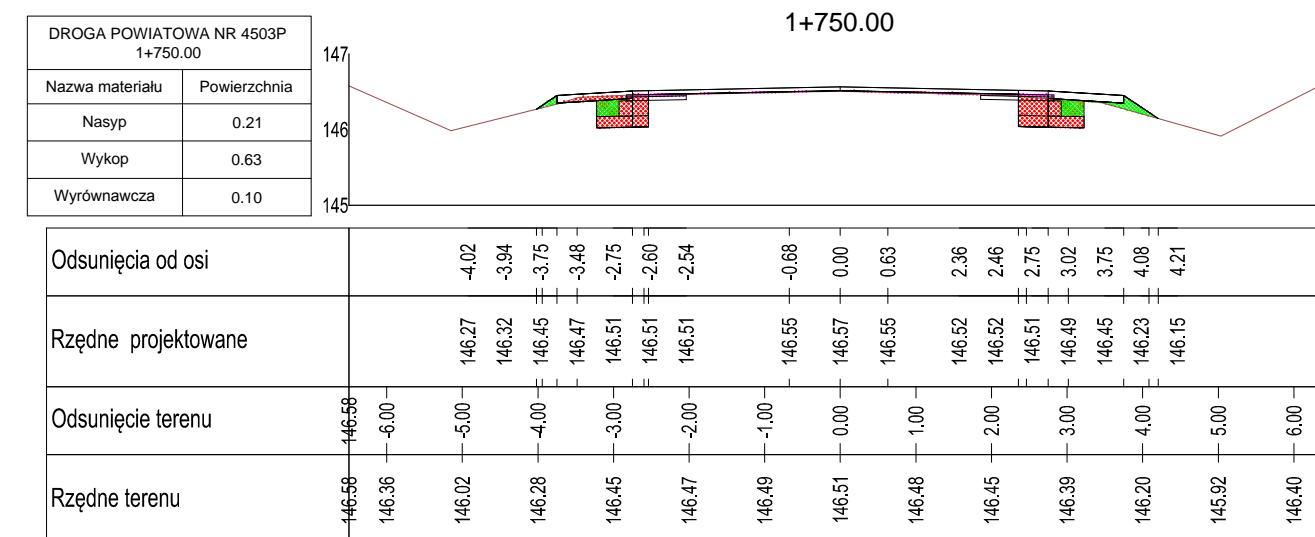 1+750.00
DROGA POWIATOWA NR 4503P
1+750.00
Nazwa materiału Powierzchnia
Nasyp 0.21
Wykop 0.63
Wyrównawcza 0.10
147
146
145
Odsunięcia od osi -4.02 -3.94 -3.75 -3.48 -2.75 -2.60 -2.54 -0.68 0.00 0.63 2.36 2.46 2.75 3.02 3.75 4.08 4.21
Rzędne projektowane 146.27 146.32 146.45 146.47 146.51 146.51 146.51 146.55 146.57 146.55 146.52 146.52 146.51 146.49 146.45 146.23 146.15
Odsunięcie terenu 146.58 -6.00 -5.00 -4.00 -3.00 -2.00 -1.00 0.00 1.00 2.00 3.00 4.00 5.00 6.00
Rzędne terenu 146.58 146.36 146.02 146.28 146.45 146.47 146.49 146.51 146.48 146.45 146.39 146.20 145.92 146.40